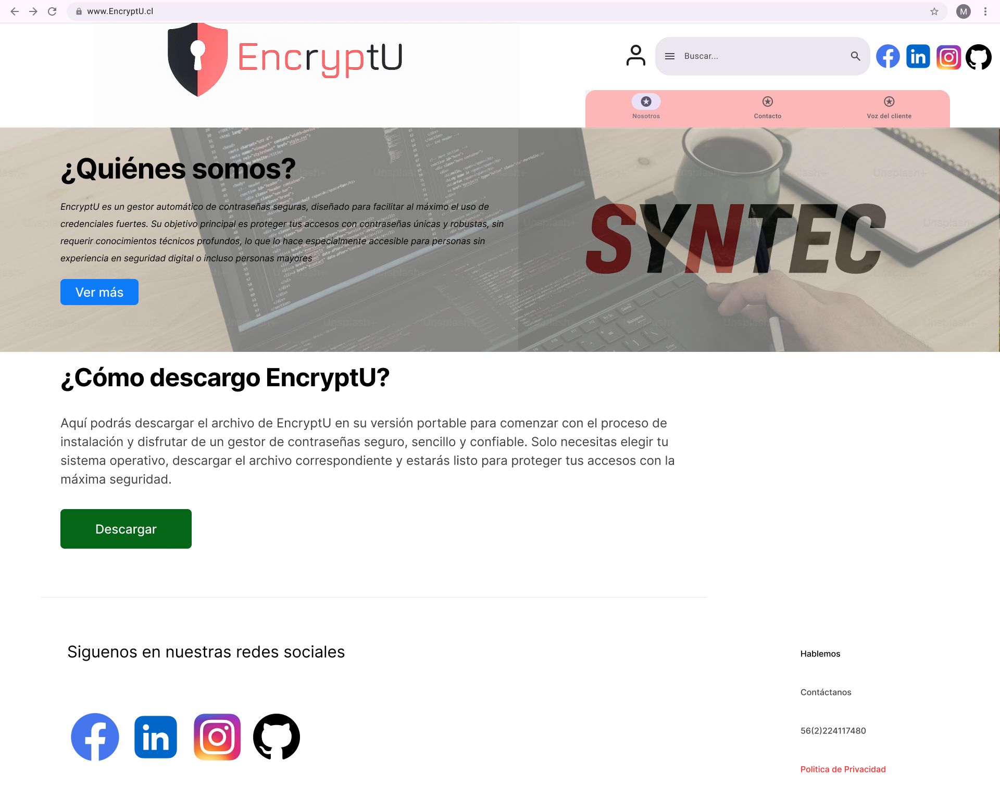 www.EncryptU.cl
M
EncryptU
Buscar...
Nosotros
Contacto
Voz del cliente
¿Quiénes somos?
EncryptU es un gestor automático de contraseñas seguras, diseñado para facilitar al máximo el uso de
credenciales fuertes. Su objetivo principal es proteger tus accesos con contraseñas únicas y robustas, sin
requerir conocimientos técnicos profundos, lo que lo hace especialmente accesible para personas sin
experiencia en seguridad digital o incluso personas mayores
Ver más
SYNTEC
Unsplash+
¿Cómo descargo EncryptU?
Aquí podrás descargar el archivo de EncryptU en su versión portable para comenzar con el proceso de
instalación y disfrutar de un gestor de contraseñas seguro, sencillo y confiable. Solo necesitas elegir tu
sistema operativo, descargar el archivo correspondiente y estarás listo para proteger tus accesos con la
máxima seguridad.
Descargar
Siguenos en nuestras redes sociales
Hablemos
Contáctanos
56(2)224117480
Politica de Privacidad